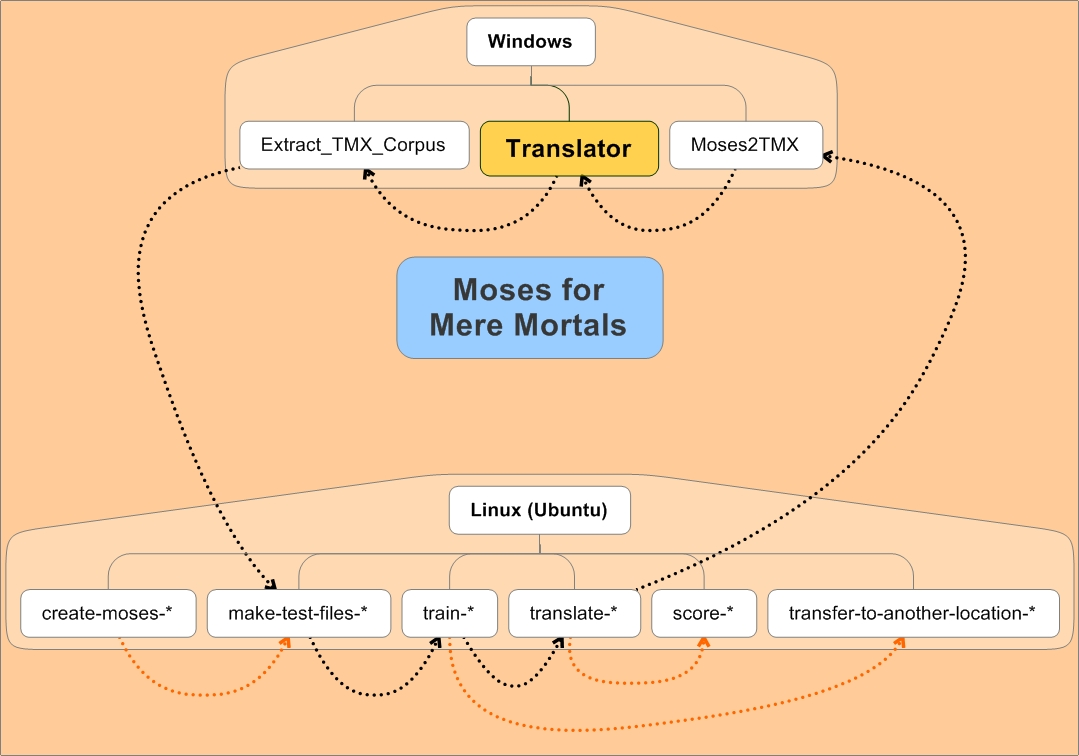 Windows
Extract_TMX_Corpus
Translator
Moses2TMX
Moses for
Mere Mortals
Linux (Ubuntu)
create-moses-*
make-test-files-*
train-*
translate-*
score-*
transfer-to-another-location-*